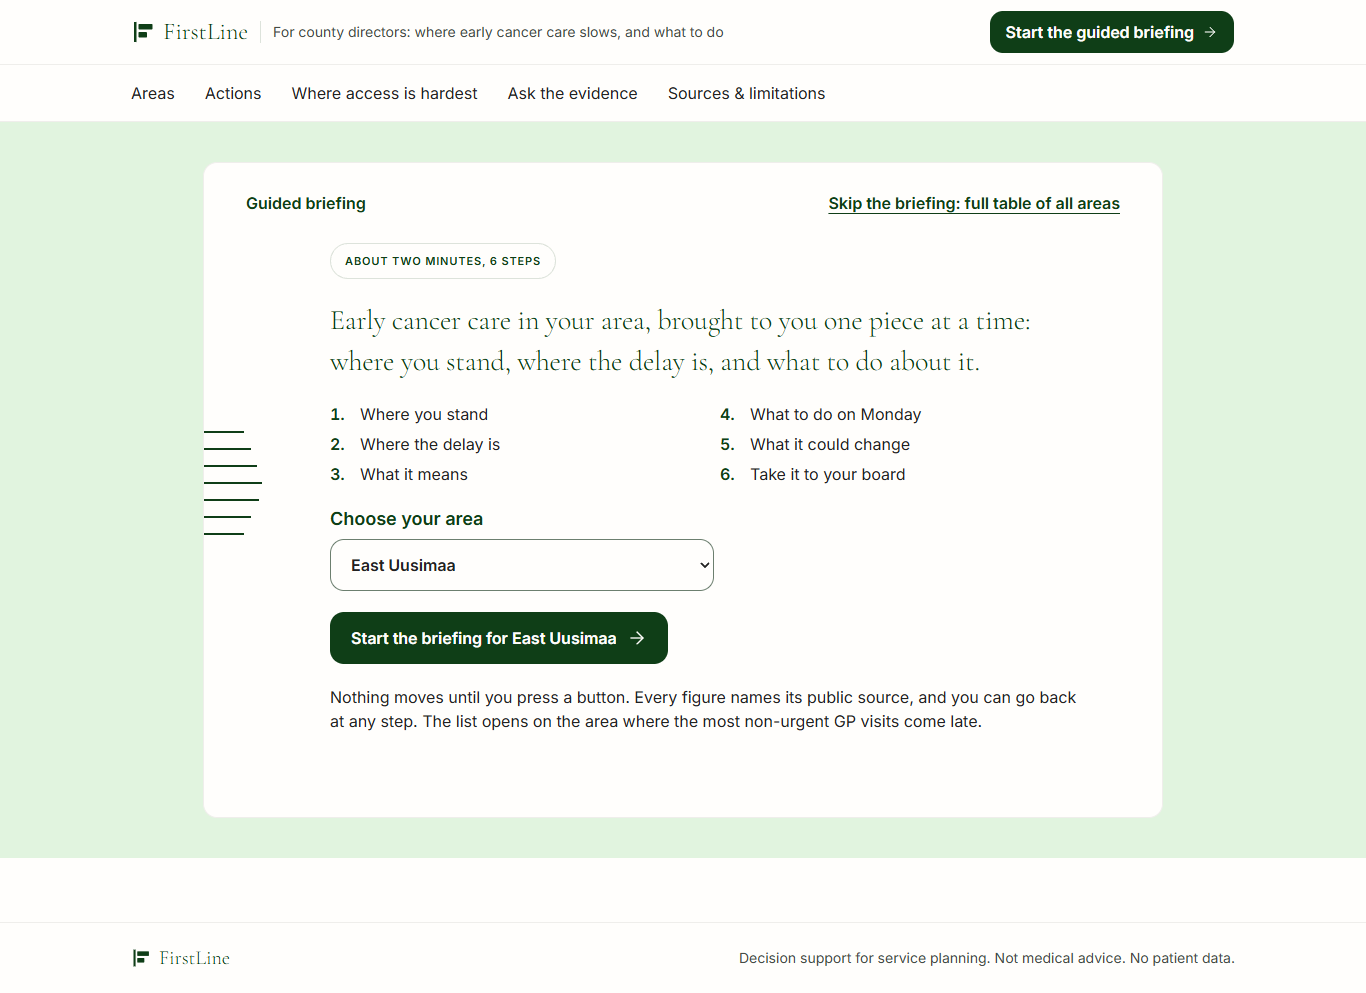 FirstLine
For county directors: where early cancer care slows, and what to do
Start the guided briefing →
Areas
Actions
Where access is hardest
Ask the evidence
Sources & limitations
Guided briefing
Skip the briefing: full table of all areas
ABOUT TWO MINUTES, 6 STEPS
Early cancer care in your area, brought to you one piece at a time:
where you stand, where the delay is, and what to do about it.
1. Where you stand
2. Where the delay is
3. What it means
4. What to do on Monday
5. What it could change
6. Take it to your board
Choose your area
East Uusimaa
Start the briefing for East Uusimaa →
Nothing moves until you press a button. Every figure names its public source, and you can go back
at any step. The list opens on the area where the most non-urgent GP visits come late.
FirstLine
Decision support for service planning. Not medical advice. No patient data.